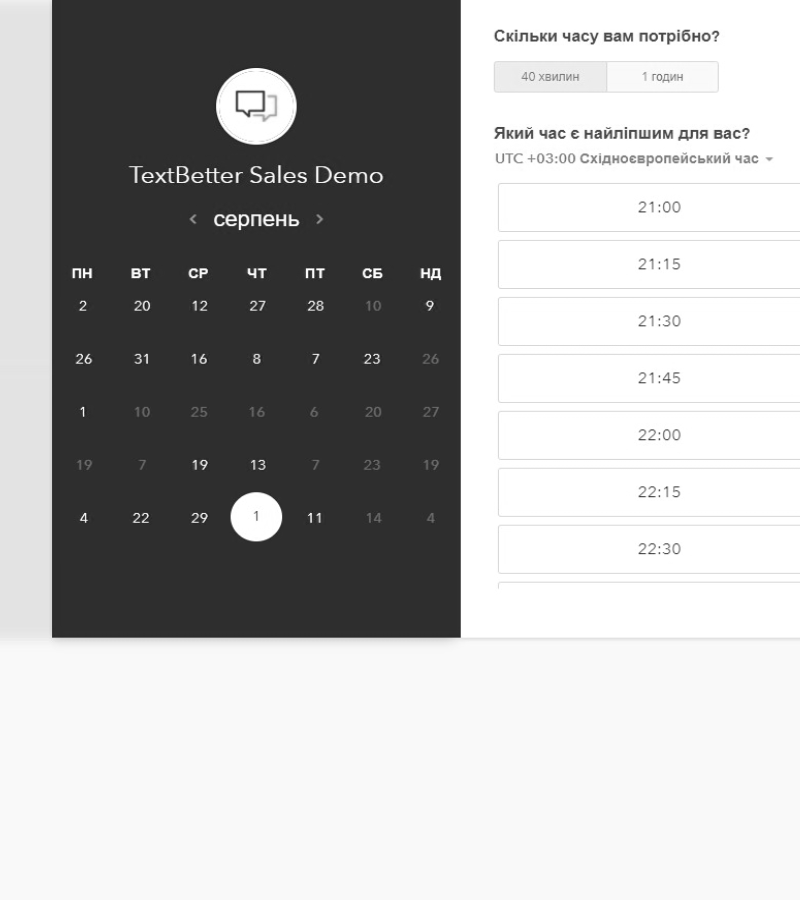 TextBetter Sales Demo
серпень
ПН ВТ СР ЧТ ПТ СБ НД
2 20 12 27 28 10 9
26 31 16 8 7 23 26
1 10 25 16 6 20 27
19 7 19 13 7 23 19
4 22 29 1 11 14 4
Скільки часу вам потрібно?
40 хвилин 1 годин
Який час є найліпшим для вас?
UTC +03:00 Східноєвропейський час
21:00
21:15
21:30
21:45
22:00
22:15
22:30